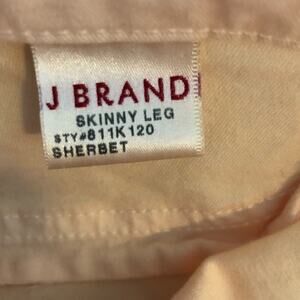 J BRAND
SKINNY LEG
STY#811K120
SHERBET